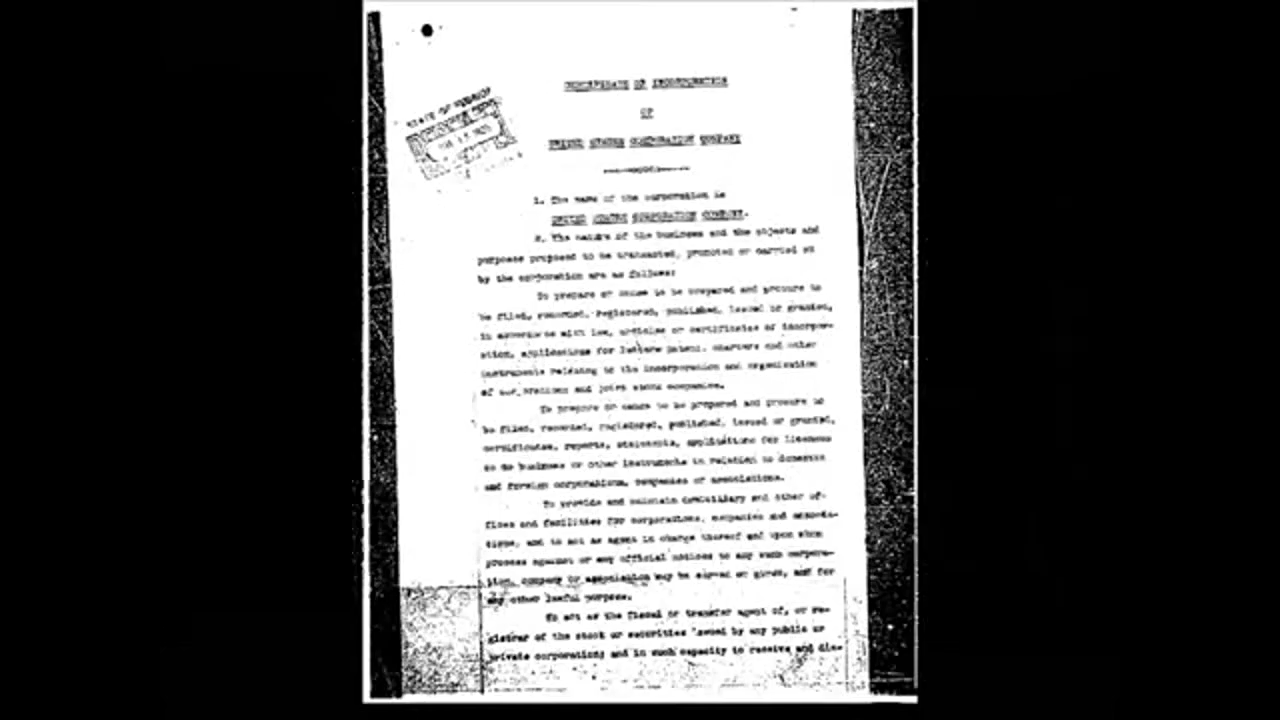 CERTIFICATE OF INCORPORATION
OF
UNITED STATES CORPORATION COMPANY
STATE OF
1. The name of the corporation is
UNITED STATES CORPORATION COMPANY.
2. The nature of the business and the objects and
purposes proposed to be transacted, promoted or carried on
by the corporation are as follows:
To prepare or cause to be prepared and procure to
be filed, recorded, registered, published, issued or granted,
in accordance with law, articles or certificates of incorpor-
ation, applications for letters patent, charters and other
instruments relating to the incorporation and organization
of corporations and joint stock companies.
To prepare or cause to be prepared and procure to
be filed, recorded, registered, published, issued or granted,
certificates, reports, statements, applications for licenses
to do business or other instruments in relation to domestic
and foreign corporations, companies or associations.
To provide and maintain domiciliary and other of-
fices and facilities for corporations, companies and associa-
tions, and to act as agent in charge thereof and upon whom
process against or any official notices to any such corpora-
tion, company or association may be served or given, and for
any other lawful purpose.
To act as the fiscal or transfer agent of, or re-
gistrar of the stock or securities issued by any public or
private corporation; and in such capacity to receive and dis-